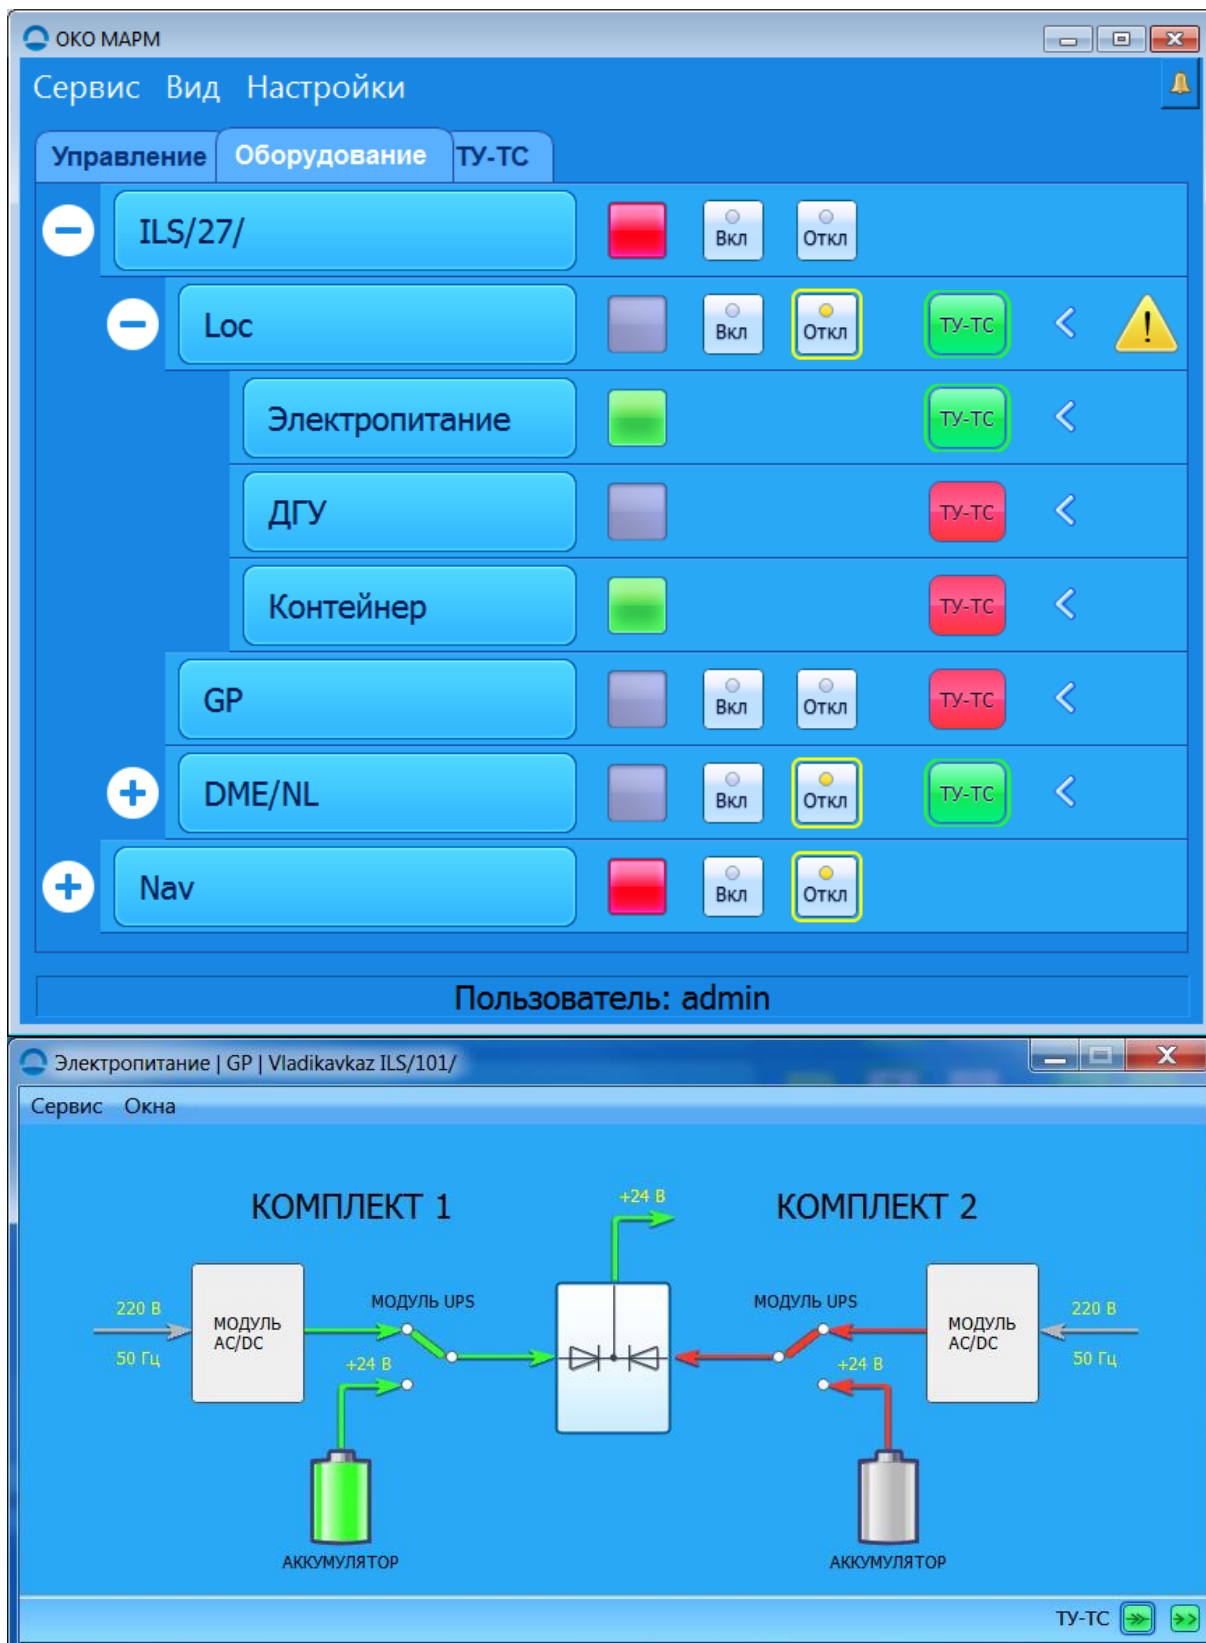 ОКО МАРМ
Сервис Вид Настройки
Управление Оборудование ТУ-ТС
ILS/27/ Вкл Откл
Loc Вкл Откл ТУ-ТС
Электропитание ТУ-ТС
ДГУ ТУ-ТС
Контейнер ТУ-ТС
GP Вкл Откл ТУ-ТС
DME/NL Вкл Откл ТУ-ТС
Nav Вкл Откл
Пользователь: admin
Электропитание | GP | Vladikavkaz ILS/101/
Сервис Окна
КОМПЛЕКТ 1 +24 В КОМПЛЕКТ 2
МОДУЛЬ UPS МОДУЛЬ UPS
220 В МОДУЛЬ МОДУЛЬ 220 В
AC/DC AC/DC
50 Гц +24 В +24 В 50 Гц
АККУМУЛЯТОР АККУМУЛЯТОР
ТУ-ТС